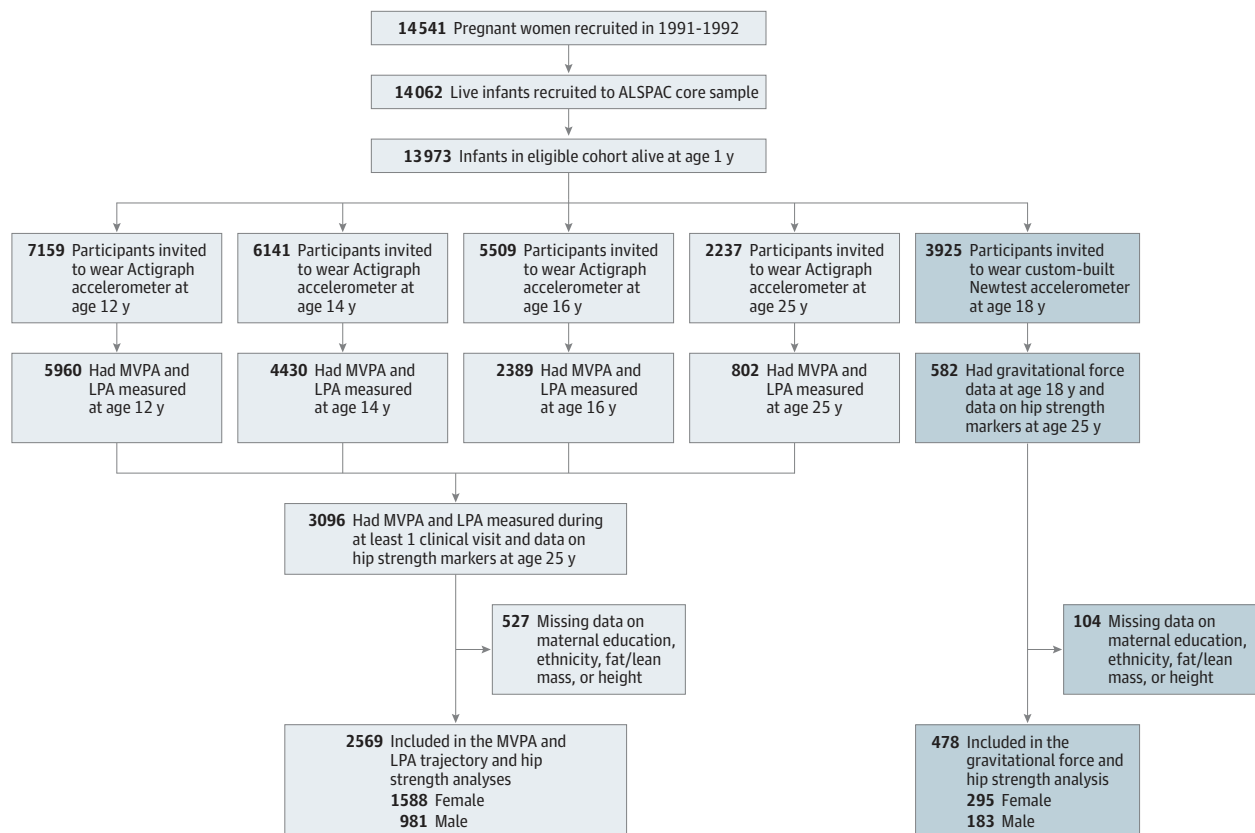 14541 Pregnant women recruited in 1991-1992
14062 Live infants recruited to ALSPAC core sample
13973 Infants in eligible cohort alive at age 1 y
7159 Participants invited
to wear Actigraph
accelerometer at
age 12 y
6141 Participants invited
to wear Actigraph
accelerometer at
age 14 y
5509 Participants invited
to wear Actigraph
accelerometer at
age 16 y
2237 Participants invited
to wear Actigraph
accelerometer at
age 25 y
3925 Participants invited
to wear custom-built
Newtest accelerometer
at age 18 y
5960 Had MVPA and
LPA measured
at age 12 y
4430 Had MVPA and
LPA measured
at age 14 y
2389 Had MVPA and
LPA measured
at age 16 y
802 Had MVPA and
LPA measured
at age 25 y
582 Had gravitational force
data at age 18 y and
data on hip strength
markers at age 25 y
3096 Had MVPA and LPA measured during
at least 1 clinical visit and data on
hip strength markers at age 25 y
527 Missing data on
maternal education,
ethnicity, fat/lean
mass, or height
104 Missing data on
maternal education,
ethnicity, fat/lean
mass, or height
2569 Included in the MVPA and
LPA trajectory and hip
strength analyses
1588 Female
981 Male
478 Included in the
gravitational force and
hip strength analysis
295 Female
183 Male